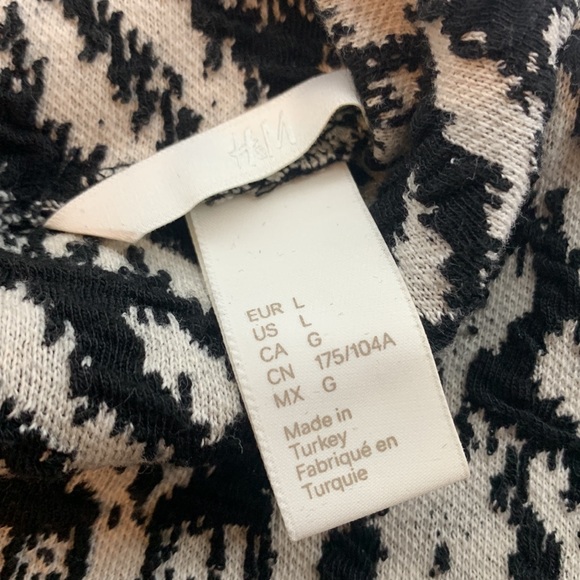 H&M
EUR L
US L
CA G
CN 175/104A
MX G
Made in
Turkey
Fabriqué en
Turquie